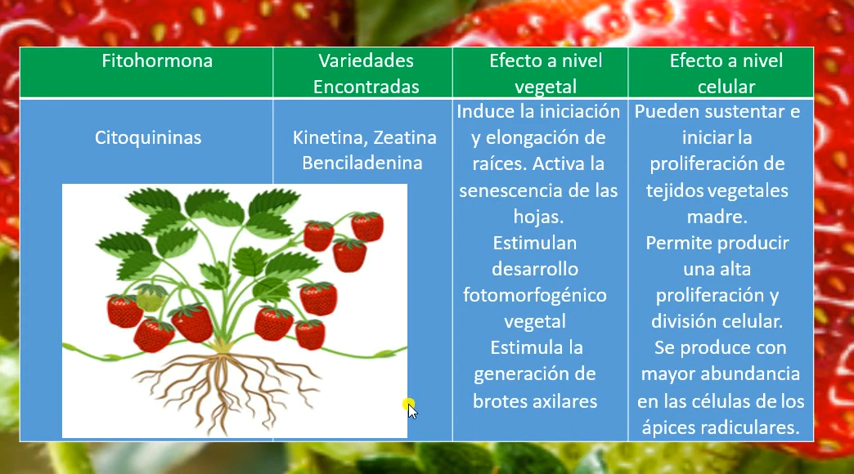 Fitohormona
Variedades
Encontradas
Efecto a nivel
vegetal
Efecto a nivel
celular
Citoquininas
Kinetina, Zeatina
Benciladenina
Induce la iniciación
y elongación de
raíces. Activa la
senescencia de las
hojas.
Estimulan
desarrollo
fotomorfogénico
vegetal
Estimula la
generación de
brotes axilares
Pueden sustentar e
iniciar la
proliferación de
tejidos vegetales
madre.
Permite producir
una alta
proliferación y
división celular.
Se produce con
mayor abundancia
en las células de los
ápices radiculares.